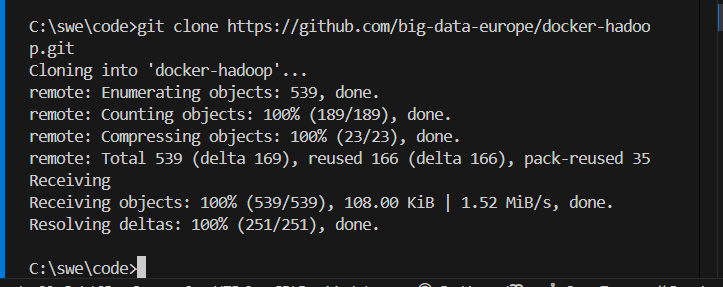 C:\swe\code>git clone https://github.com/big-data-europe/docker-hadoo
p.git
Cloning into 'docker-hadoop'...
remote: Enumerating objects: 539, done.
remote: Counting objects: 100% (189/189), done.
remote: Compressing objects: 100% (23/23), done.
remote: Total 539 (delta 169), reused 166 (delta 166), pack-reused 35
Receiving
Receiving objects: 100% (539/539), 108.00 KiB | 1.52 MiB/s, done.
Resolving deltas: 100% (251/251), done.
C:\swe\code>